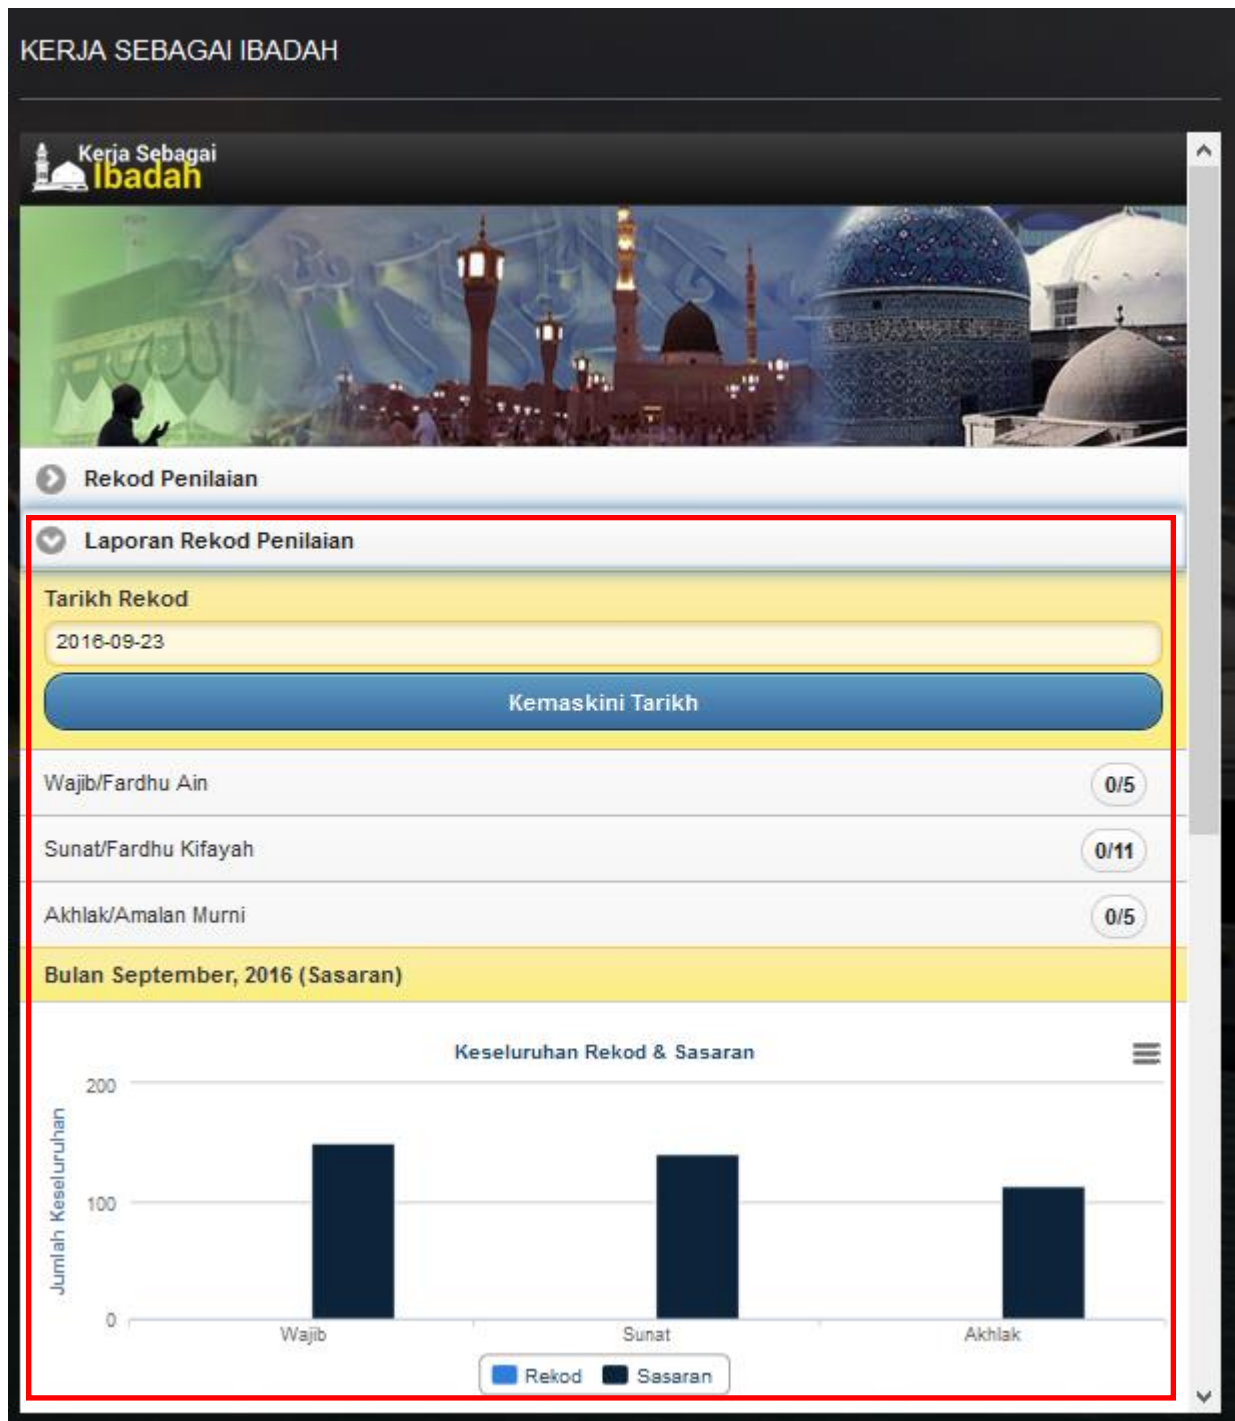 KERJA SEBAGAI IBADAH
Kerja Sebagai
Ibadah
Rekod Penilaian
Laporan Rekod Penilaian
Tarikh Rekod
2016-09-23
Kemaskini Tarikh
Wajib/Fardhu Ain 0/5
Sunat/Fardhu Kifayah 0/11
Akhlak/Amalan Murni 0/5
Bulan September, 2016 (Sasaran)
Keseluruhan Rekod & Sasaran
Jumlah Keseluruhan
200
100
0
Wajib Sunat Akhlak
Rekod Sasaran